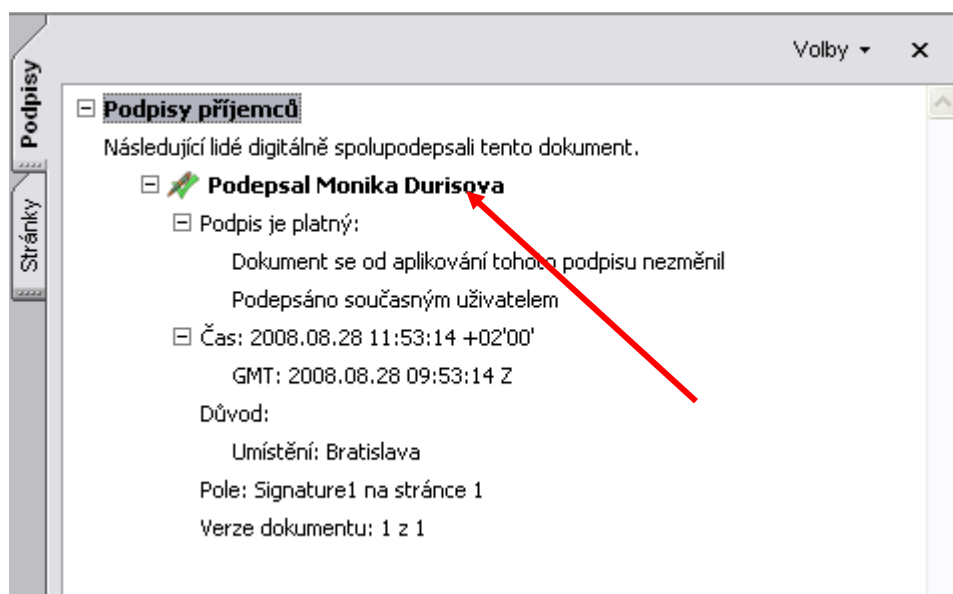 Volby
Podpisy
Stránky
Podpisy příjemců
Následující lidé digitálně spolupodepsali tento dokument.
Podepsal Monika Durisova
Podpis je platný:
Dokument se od aplikování tohoto podpisu nezměnil
Podepsáno současným uživatelem
Čas: 2008.08.28 11:53:14 +02'00'
GMT: 2008.08.28 09:53:14 Z
Důvod:
Umístění: Bratislava
Pole: Signature1 na stránce 1
Verze dokumentu: 1 z 1